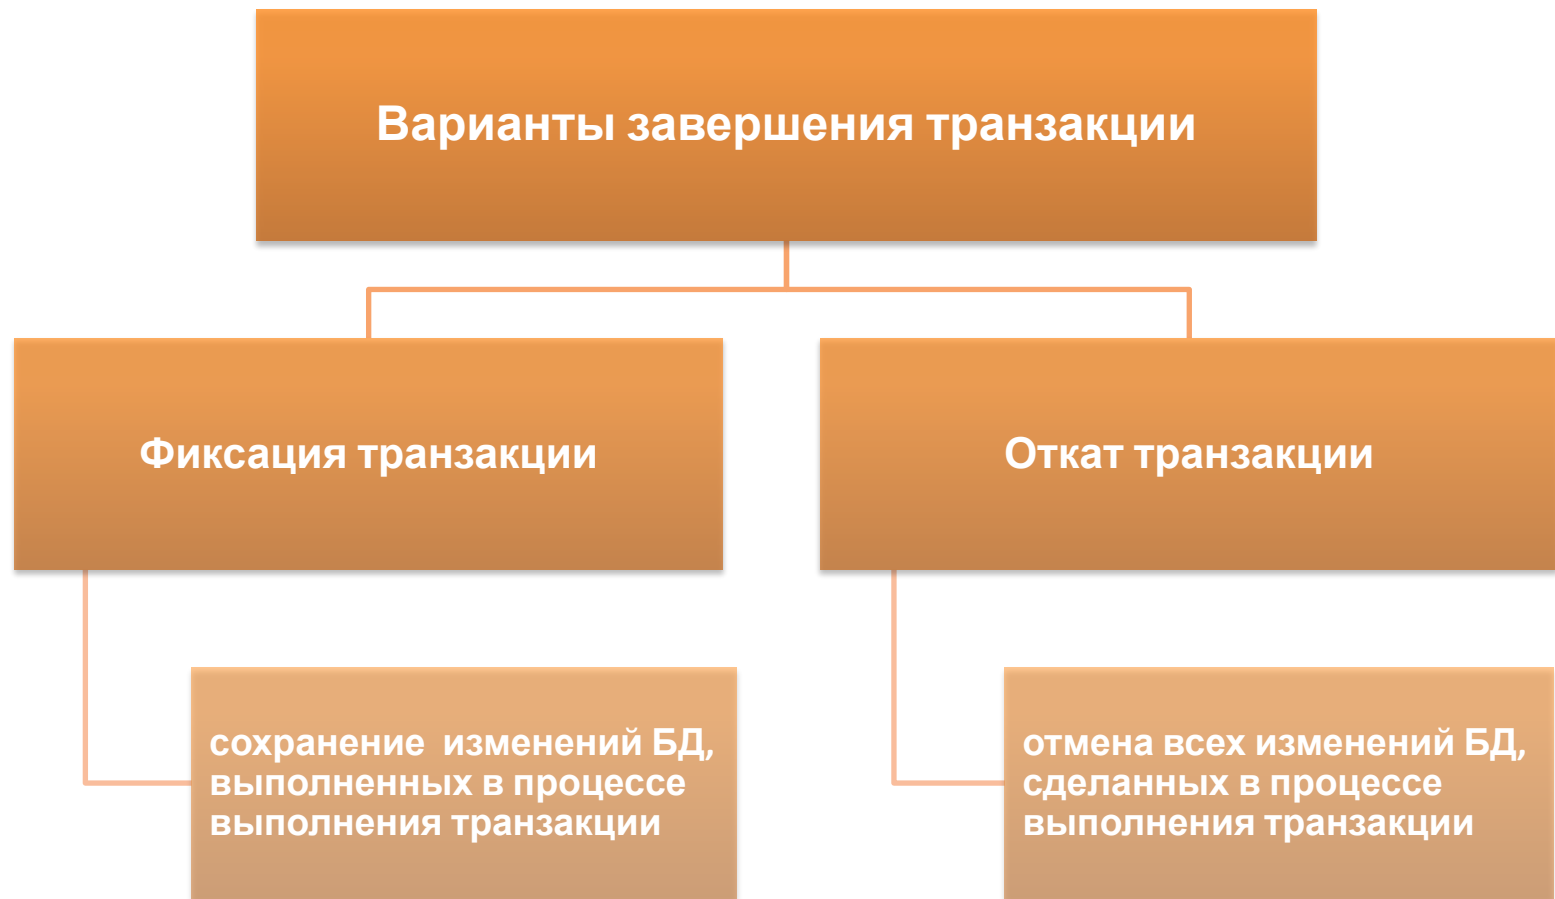 Варианты завершения транзакции
Фиксация транзакции
Откат транзакции
сохранение  изменений БД,
выполненных в процессе
выполнения транзакции
отмена всех изменений БД,
сделанных в процессе
выполнения транзакции